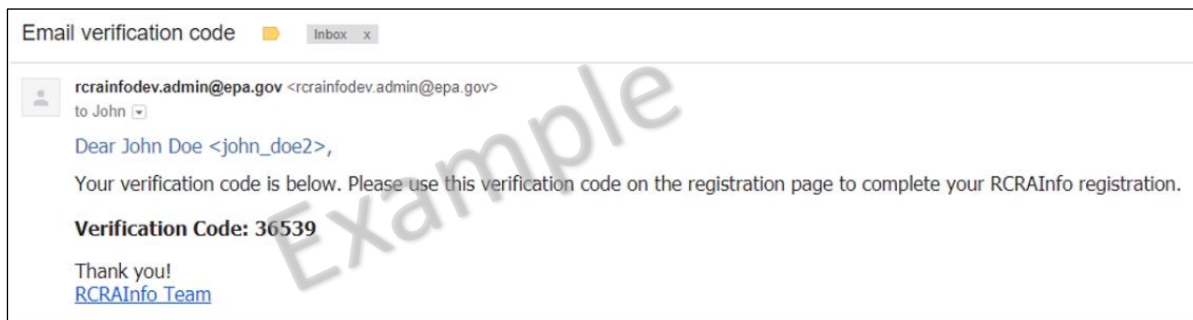 Email verification code Inbox x
rcrainfodev.admin@epa.gov <rcrainfodev.admin@epa.gov>
to John
Dear John Doe <john_doe2>,
Your verification code is below. Please use this verification code on the registration page to complete your RCRAInfo registration.
Verification Code: 36539
Thank you!
RCRAInfo Team
Example